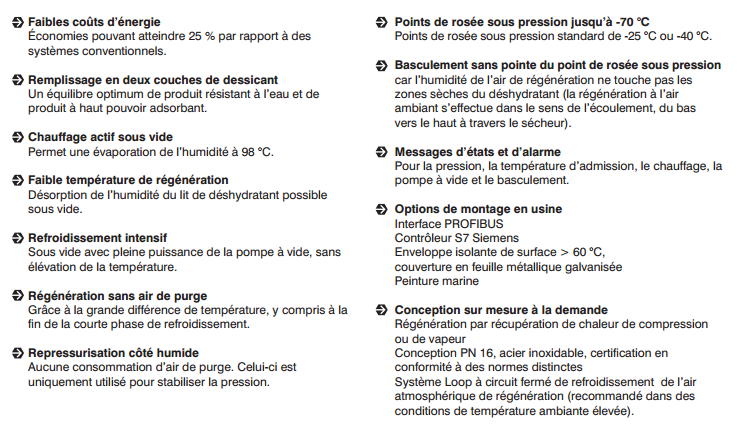 Faibles coûts d'énergie
Économies pouvant atteindre 25 % par rapport à des
systèmes conventionnels.
Remplissage en deux couches de dessicant
Un équilibre optimum de produit résistant à l'eau et de
produit à haut pouvoir adsorbant.
Chauffage actif sous vide
Permet une évaporation de l'humidité à 98 °C.
Faible température de régénération
Désorption de l'humidité du lit de déshydratant possible
sous vide.
Refroidissement intensif
Sous vide avec pleine puissance de la pompe à vide, sans
élévation de la température.
Régénération sans air de purge
Grâce à la grande différence de température, y compris à la
fin de la courte phase de refroidissement.
Repressurisation côté humide
Aucune consommation d'air de purge. Celui-ci est
uniquement utilisé pour stabiliser la pression.
Points de rosée sous pression jusqu'à -70 °C
Points de rosée sous pression standard de -25 °C ou -40 °C.
Basculement sans pointe du point de rosée sous pression
car l'humidité de l'air de régénération ne touche pas les
zones sèches du déshydratant (la régénération à l'air
ambiant s'effectue dans le sens de l'écoulement, du bas
vers le haut à travers le sécheur).
Messages d'états et d'alarme
Pour la pression, la température d'admission, le chauffage, la
pompe à vide et le basculement.
Options de montage en usine
Interface PROFIBUS
Contrôleur S7 Siemens
Enveloppe isolante de surface > 60 °C,
couverture en feuille métallique galvanisée
Peinture marine
Conception sur mesure à la demande
Régénération par récupération de chaleur de compression
ou de vapeur
Conception PN 16, acier inoxidable, certification en
conformité à des normes distinctes
Système Loop à circuit fermé de refroidissement de l'air
atmosphérique de régénération (recommandé dans des
conditions de température ambiante élevée).